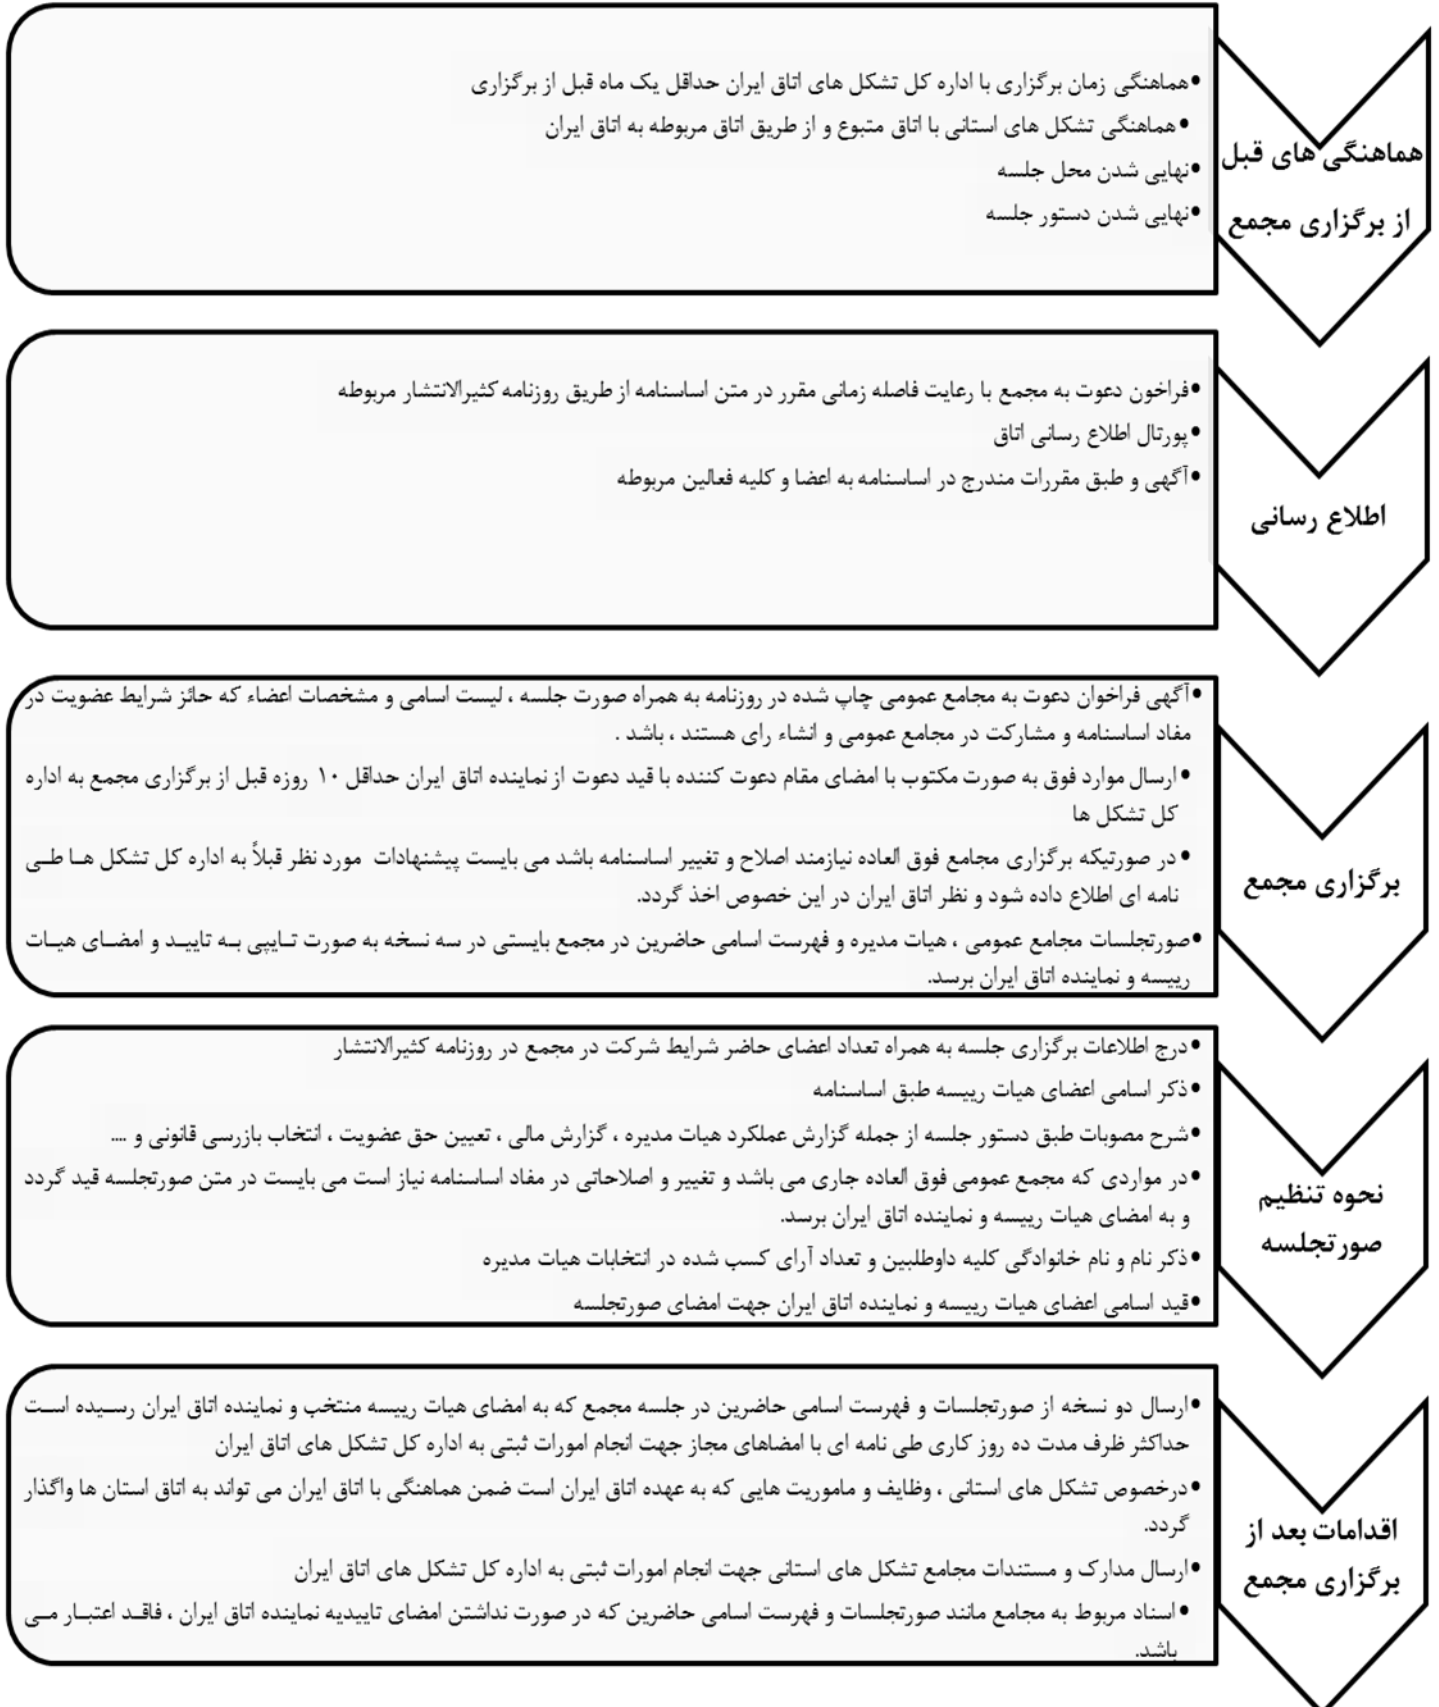 هماهنگی های قبل
از برگزاری مجمع
•هماهنگی زمان برگزاری با اداره کل تشکل های اتاق ایران حداقل یک ماه قبل از برگزاری
•هماهنگی تشکل های استانی با اتاق متبوع و از طریق اتاق مربوطه به اتاق ایران
•نهایی شدن محل جلسه
•نهایی شدن دستور جلسه
اطلاع رسانی
•فراخون دعوت به مجمع با رعایت فاصله زمانی مقرر در متن اساسنامه از طریق روزنامه کثیرالانتشار مربوطه
•پورتال اطلاع رسانی اتاق
•آگهی و طبق مقررات مندرج در اساسنامه به اعضا و کلیه فعالین مربوطه
برگزاری مجمع
•آگهی فراخوان دعوت به مجامع عمومی چاپ شده در روزنامه به همراه صورت جلسه ، لیست اسامی و مشخصات اعضاء که حائز شرایط عضویت در
مفاد اساسنامه و مشارکت در مجامع عمومی و انشاء رای هستند ، باشد .
•ارسال موارد فوق به صورت مکتوب با امضای مقام دعوت کننده با قید دعوت از نماینده اتاق ایران حداقل ۱۰ روزه قبل از برگزاری مجمع به اداره
کل تشکل ها
•در صورتیکه برگزاری مجامع فوق العاده نیازمند اصلاح و تغییر اساسنامه باشد می بایست پیشنهادات مورد نظر قبلاً به اداره کل تشکل هـا طـی
نامه ای اطلاع داده شود و نظر اتاق ایران در این خصوص اخذ گردد.
•صورتجلسات مجامع عمومی ، هیات مدیره و فهرست اسامی حاضرین در مجمع بایستی در سه نسخه به صورت تـایپی بـه تاییـد و امضـای هیـات
رییسه و نماینده اتاق ایران برسد.
نحوه تنظیم
صورتجلسه
•درج اطلاعات برگزاری جلسه به همراه تعداد اعضای حاضر شرایط شرکت در مجمع در روزنامه کثیرالانتشار
•ذکر اسامی اعضای هیات رییسه طبق اساسنامه
•شرح مصوبات طبق دستور جلسه از جمله گزارش عملکرد هیات مدیره ، گزارش مالی ، تعیین حق عضویت ، انتخاب بازرسی قانونی و ....
•در مواردی که مجمع عمومی فوق العاده جاری می باشد و تغییر و اصلاحاتی در مفاد اساسنامه نیاز است می بایست در متن صورتجلسه قید گردد
و به امضای هیات رییسه و نماینده اتاق ایران برسد.
•ذکر نام و نام خانوادگی کلیه داوطلبین و تعداد آرای کسب شده در انتخابات هیات مدیره
•قید اسامی اعضای هیات رییسه و نماینده اتاق ایران جهت امضای صورتجلسه
اقدامات بعد از
برگزاری مجمع
•ارسال دو نسخه از صورتجلسات و فهرست اسامی حاضرین در جلسه مجمع که به امضای هیات رییسه منتخب و نماینده اتاق ایران رسـیده اسـت
حداکثر ظرف مدت ده روز کاری طی نامه ای با امضاهای مجاز جهت انجام امورات ثبتی به اداره کل تشکل های اتاق ایران
•درخصوص تشکل های استانی ، وظایف و ماموریت هایی که به عهده اتاق ایران است ضمن هماهنگی با اتاق ایران می تواند به اتاق استان ها واگذار
گردد.
•ارسال مدارک و مستندات مجامع تشکل های استانی جهت انجام امورات ثبتی به اداره کل تشکل های اتاق ایران
•اسناد مربوط به مجامع مانند صورتجلسات و فهرست اسامی حاضرین که در صورت نداشتن امضای تاییدیه نماینده اتاق ایران ، فاقـد اعتبـار مـی
باشد.